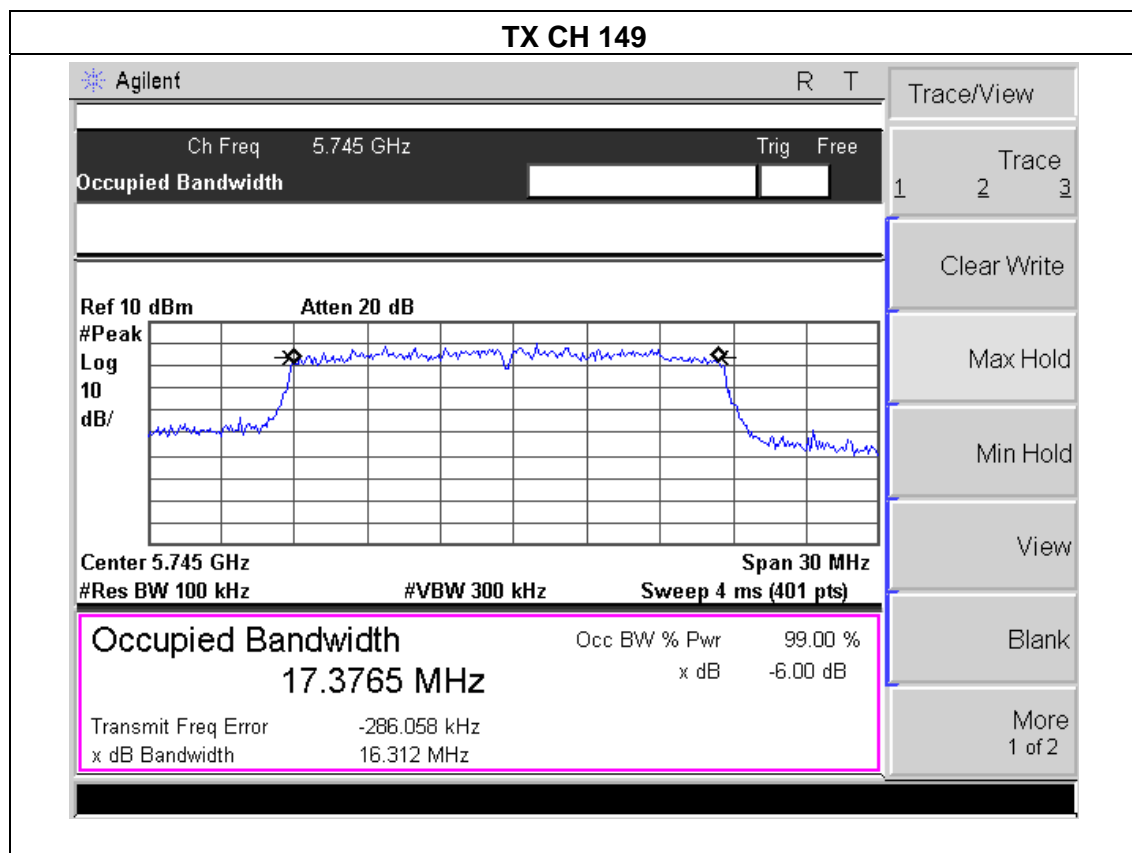 TX CH 149
Agilent R T
Trace/View
Ch Freq 5.745 GHz Trig Free
Occupied Bandwidth
Trace
1 2 3
Clear Write
Ref 10 dBm Atten 20 dB
#Peak
Log
10
dB/
Max Hold
Min Hold
View
Center 5.745 GHz Span 30 MHz
#Res BW 100 kHz #VBW 300 kHz Sweep 4 ms (401 pts)
Occupied Bandwidth Occ BW % Pwr 99.00 %
17.3765 MHz x dB -6.00 dB
Blank
Transmit Freq Error -286.058 kHz
x dB Bandwidth 16.312 MHz
More
1 of 2